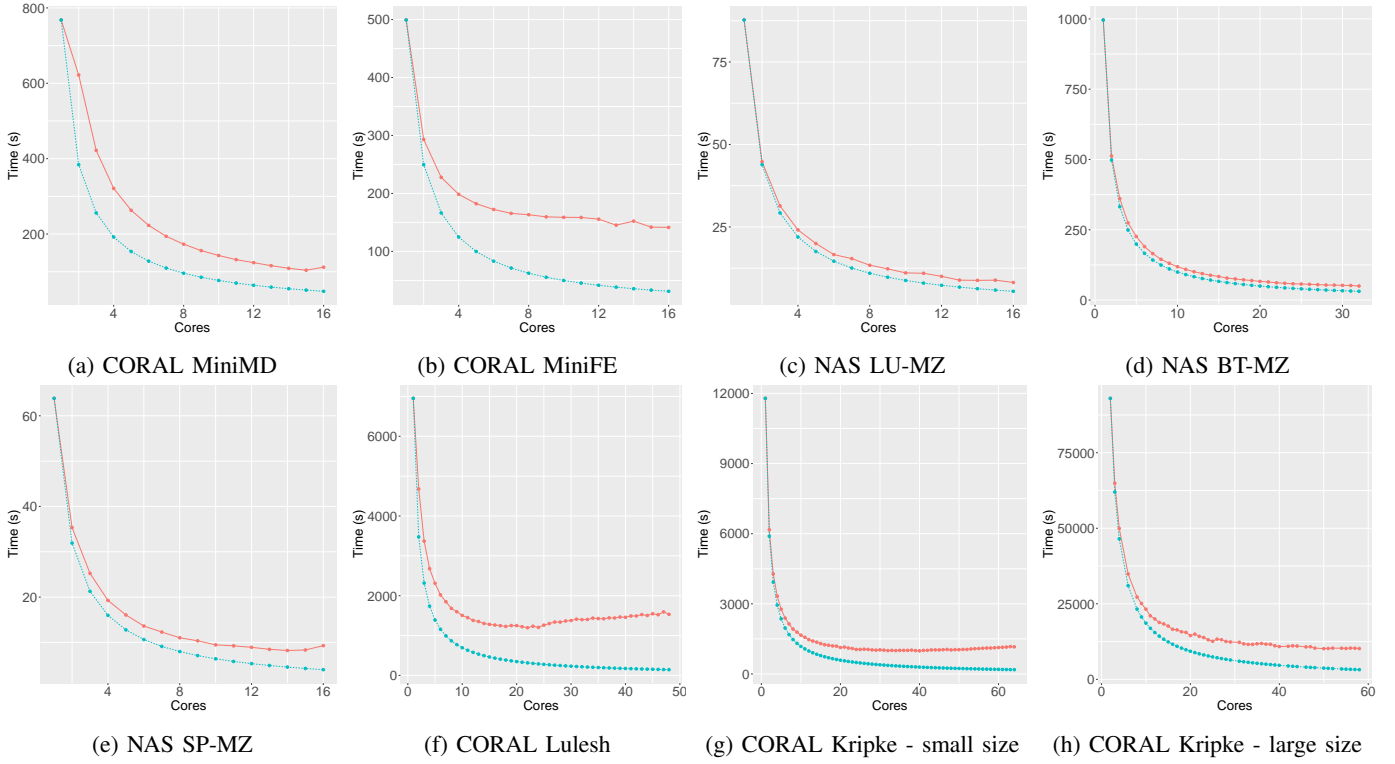 800
600
400
200
Time (s)
4
8
12
16
Cores
(a) CORAL MiniMD
500
400
300
200
100
Time (s)
4
8
12
16
Cores
(b) CORAL MiniFE
75
50
25
Time (s)
4
8
12
16
Cores
(c) NAS LU-MZ
1000
750
500
250
0
Time (s)
0
10
20
30
Cores
(d) NAS BT-MZ
60
40
20
Time (s)
4
8
12
16
Cores
(e) NAS SP-MZ
6000
4000
2000
0
Time (s)
0
10
20
30
40
50
Cores
(f) CORAL Lulesh
12000
9000
6000
3000
0
Time (s)
0
20
40
60
Cores
(g) CORAL Kripke - small size
75000
50000
25000
0
Time (s)
0
20
40
60
Cores
(h) CORAL Kripke - large size